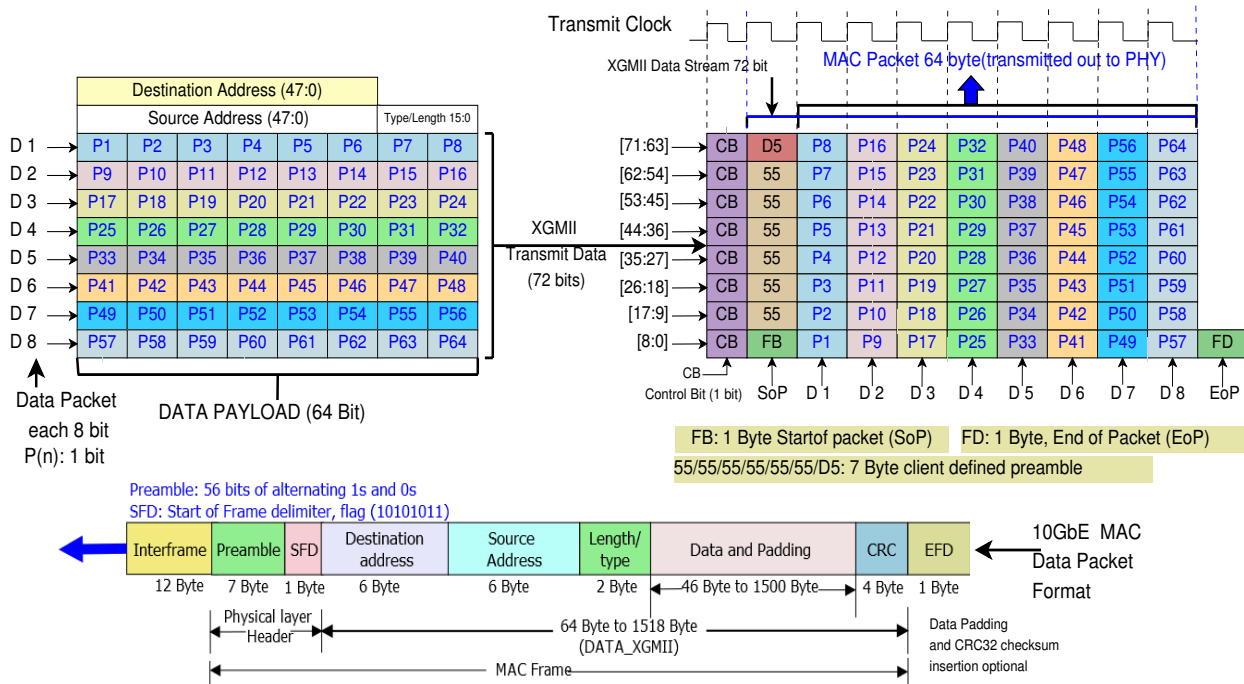 Transmit Clock
XGMII Data Stream 72 bit
MAC Packet 64 byte(transmitted out to PHY)
Destination Address (47:0)
Source Address (47:0) Type/Length 15:0
D 1 P1 P2 P3 P4 P5 P6 P7 P8
D 2 P9 P10 P11 P12 P13 P14 P15 P16
D 3 P17 P18 P19 P20 P21 P22 P23 P24
D 4 P25 P26 P27 P28 P29 P30 P31 P32
D 5 P33 P34 P35 P36 P37 P38 P39 P40
D 6 P41 P42 P43 P44 P45 P46 P47 P48
D 7 P49 P50 P51 P52 P53 P54 P55 P56
D 8 P57 P58 P59 P60 P61 P62 P63 P64
Data Packet
each 8 bit
P(n): 1 bit
DATA PAYLOAD (64 Bit)
XGMII
Transmit Data
(72 bits)
[71:63] CB D5 P8 P16 P24 P32 P40 P48 P56 P64
[62:54] CB 55 P7 P15 P23 P31 P39 P47 P55 P63
[53:45] CB 55 P6 P14 P22 P30 P38 P46 P54 P62
[44:36] CB 55 P5 P13 P21 P29 P37 P45 P53 P61
[35:27] CB 55 P4 P12 P20 P28 P36 P44 P52 P60
[26:18] CB 55 P3 P11 P19 P27 P35 P43 P51 P59
[17:9] CB 55 P2 P10 P18 P26 P34 P42 P50 P58
[8:0] CB FB P1 P9 P17 P25 P33 P41 P49 P57 FD
CB
Control Bit (1 bit) SoP D 1 D 2 D 3 D 4 D 5 D 6 D 7 D 8 EoP
FB: 1 Byte Startof packet (SoP) FD: 1 Byte, End of Packet (EoP)
55/55/55/55/55/55/D5: 7 Byte client defined preamble
Preamble: 56 bits of alternating 1s and 0s
SFD: Start of Frame delimiter, flag (10101011)
Interframe Preamble SFD Destination address Source Address Length/ type Data and Padding CRC EFD
12 Byte 7 Byte 1 Byte 6 Byte 6 Byte 2 Byte 46 Byte to 1500 Byte 4 Byte 1 Byte
10GbE MAC
Data Packet
Format
Physical layer
Header
64 Byte to 1518 Byte
(DATA_XGMII)
MAC Frame
Data Padding
and CRC32 checksum
insertion optional